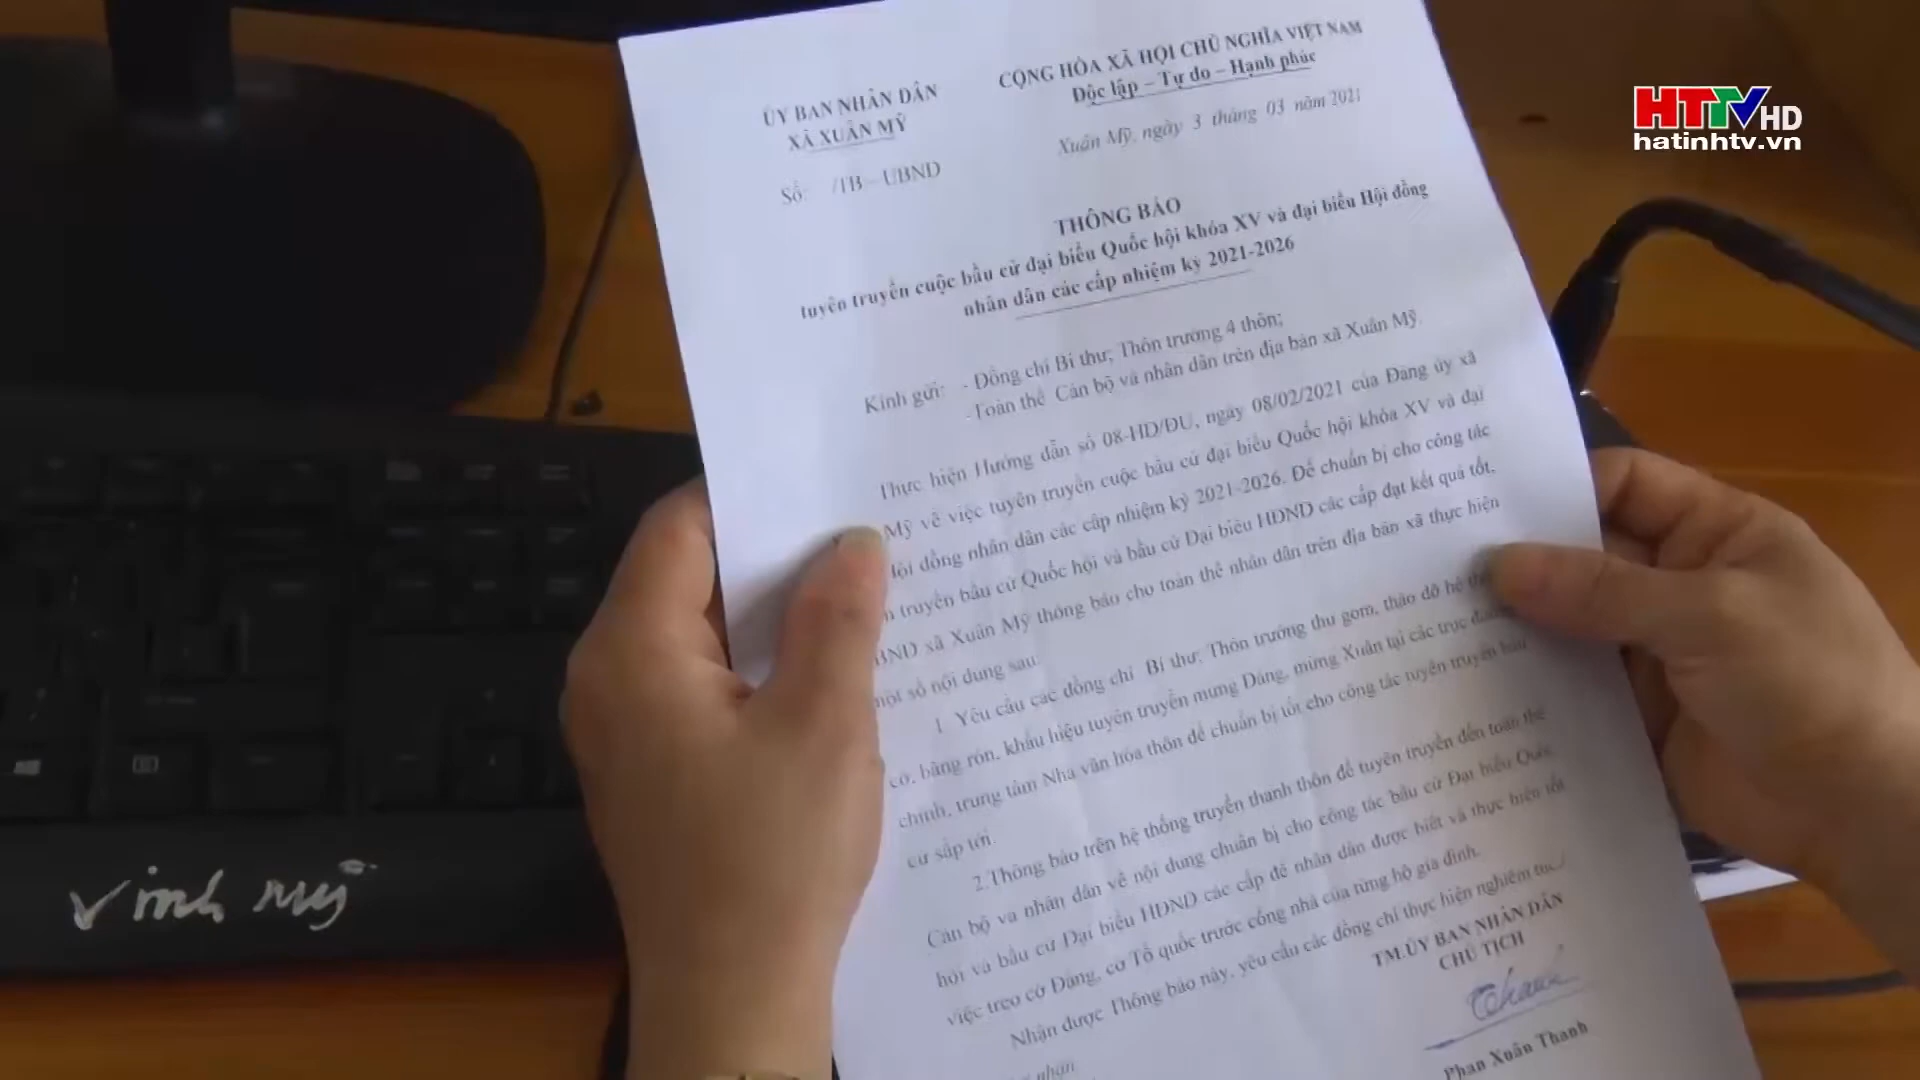 HTTV HD
hatinhtv.vn
ỦY BAN NHÂN DÂN
XÃ XUÂN MỸ
Số: /TB – UBND
CỘNG HÒA XÃ HỘI CHỦ NGHĨA VIỆT NAM
Độc lập – Tự do – Hạnh phúc
Xuân Mỹ, ngày 3 tháng 03 năm 2021
THÔNG BÁO
tuyên truyền cuộc bầu cử đại biểu Quốc hội khóa XV và đại biểu Hội đồng
nhân dân các cấp nhiệm kỳ 2021-2026
Kính gửi: - Đồng chí Bí thư; Thôn trưởng 4 thôn;
-Toàn thể Cán bộ và nhân dân trên địa bàn xã Xuân Mỹ.
Thực hiện Hướng dẫn số 08-HD/ĐU, ngày 08/02/2021 của Đảng ủy xã
Mỹ về việc tuyên truyền cuộc bầu cử đại biểu Quốc hội khóa XV và đại
đồng nhân dân các cấp nhiệm kỳ 2021-2026. Để chuẩn bị cho công tác
truyền bầu cử Quốc hội và bầu cử Đại biểu HĐND các cấp đạt kết quả tốt,
xã Xuân Mỹ thông báo cho toàn thể nhân dân trên địa bàn xã thực hiện
một số nội dung sau:
1. Yêu cầu các đồng chí Bí thư; Thôn trưởng thu gom, tháo dỡ hệ
cờ, băng rôn, khẩu hiệu tuyên truyền mừng Đảng, mừng Xuân tại các trục
chính, trung tâm Nhà văn hóa thôn để chuẩn bị tốt cho công tác tuyên truyền bầu
cử sắp tới.
2.Thông báo trên hệ thống truyền thanh thôn để tuyên truyền đến toàn thể
Cán bộ và nhân dân về nội dung chuẩn bị cho công tác bầu cử Đại biểu Quốc
hội và bầu cử Đại biểu HĐND các cấp để nhân dân được biết và thực hiện tốt
việc treo cờ Đảng, cờ Tổ quốc trước cổng nhà của từng hộ gia đình.
Nhận được Thông báo này, yêu cầu các đồng chí thực hiện nghiêm túc./
TM.ỦY BAN NHÂN DÂN
CHỦ TỊCH
Phan Xuân Thanh
nhận
Vinh Mỹ